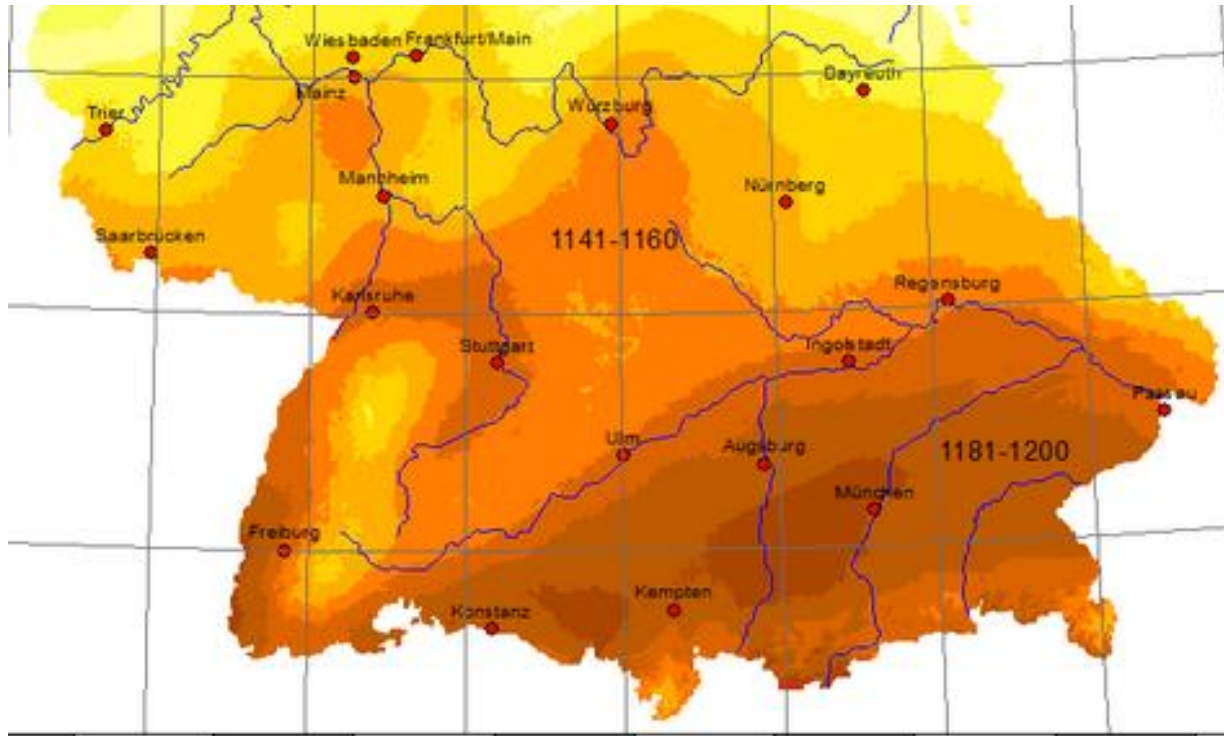 Wiesbaden
Frankfurt/Main
Mainz
Bayreuth
Trier
Würzburg
Mannheim
Nürnberg
Saarbrücken
1141-1160
Karlsruhe
Regensburg
Stuttgart
Ingolstadt
Passau
Ulm
Augsburg
1181-1200
München
Freiburg
Kempten
Konstanz